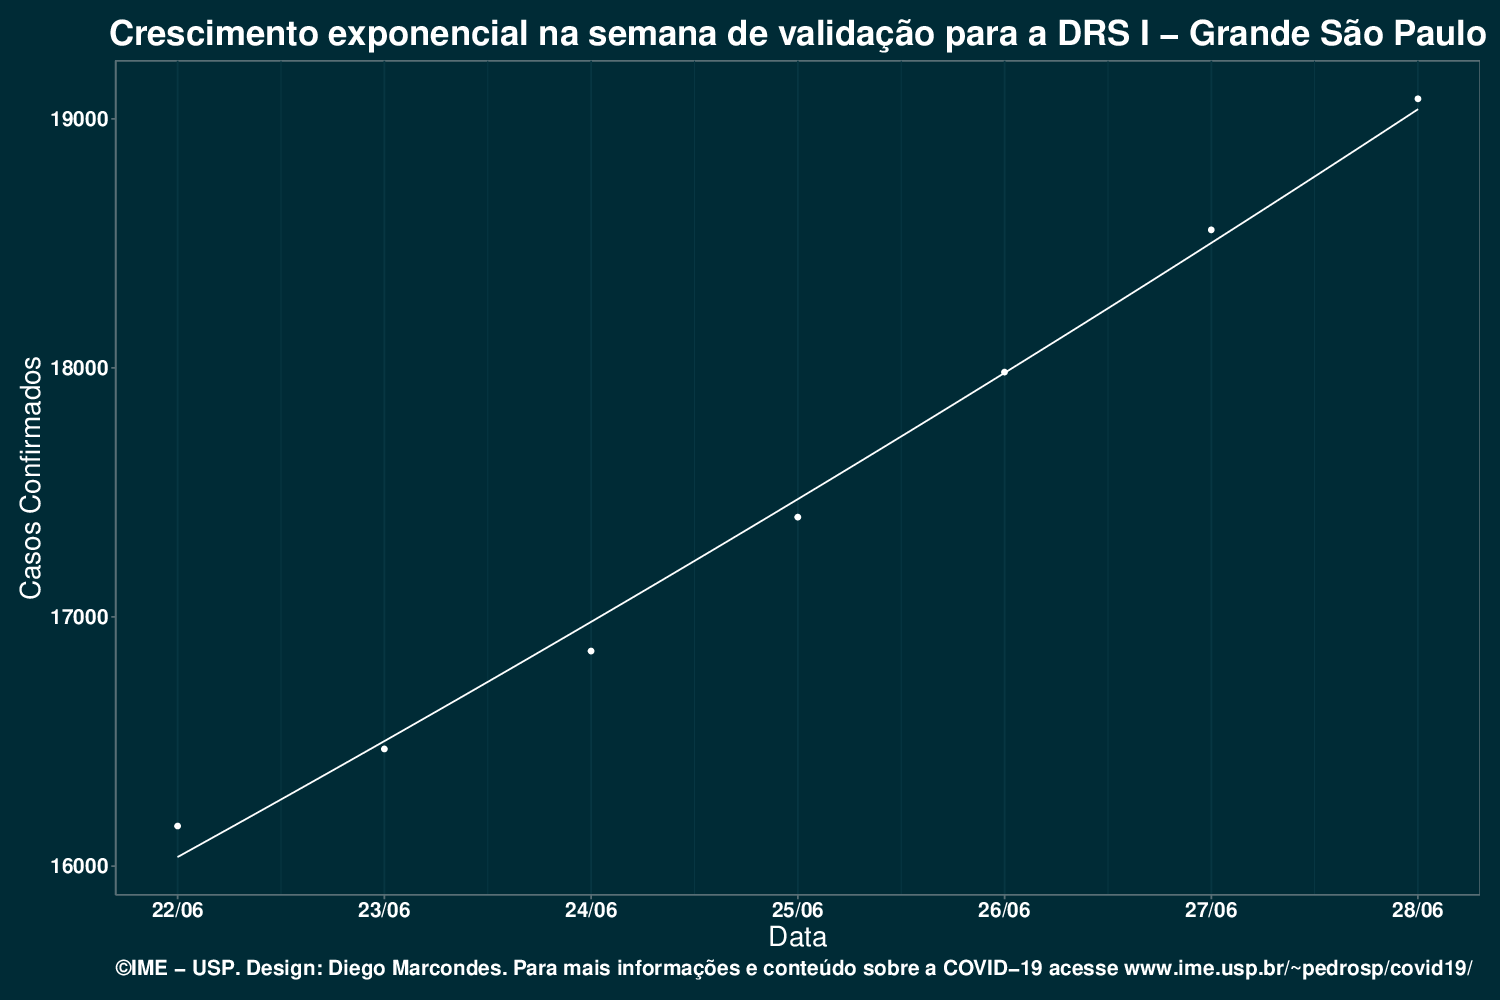 Crescimento exponencial na semana de validação para a DRS I – Grande São Paulo
19000
18000
17000
16000
Casos Confirmados
22/06 23/06 24/06 25/06 26/06 27/06 28/06
Data
©IME – USP. Design: Diego Marcondes. Para mais informações e conteúdo sobre a COVID–19 acesse www.ime.usp.br/~pedrosp/covid19/